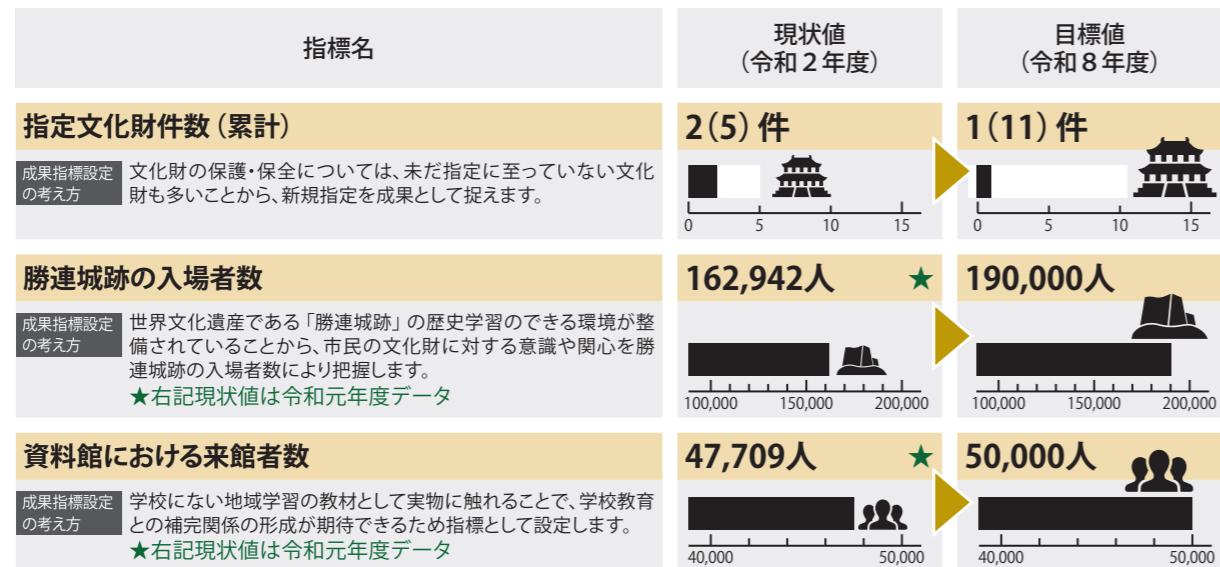 指標名
現状値
（令和２年度）
目標値
（令和８年度）
指定文化財件数（累計）
2（5）件
1（11）件
成果指標設定
の考え方
文化財の保護・保全については、未だ指定に至っていない文化
財も多いことから、新規指定を成果として捉えます。
0 5 10 15
0 5 10 15
勝連城跡の入場者数
162,942人 ★
190,000人
成果指標設定
の考え方
世界文化遺産である「勝連城跡」の歴史学習のできる環境が整
備されていることから、市民の文化財に対する意識や関心を勝
連城跡の入場者数により把握します。
★右記現状値は令和元年度データ
100,000 150,000 200,000
100,000 150,000 200,000
資料館における来館者数
47,709人 ★
50,000人
成果指標設定
の考え方
学校にない地域学習の教材として実物に触れることで、学校教育
との補完関係の形成が期待できるため指標として設定します。
★右記現状値は令和元年度データ
40,000 50,000
40,000 50,000